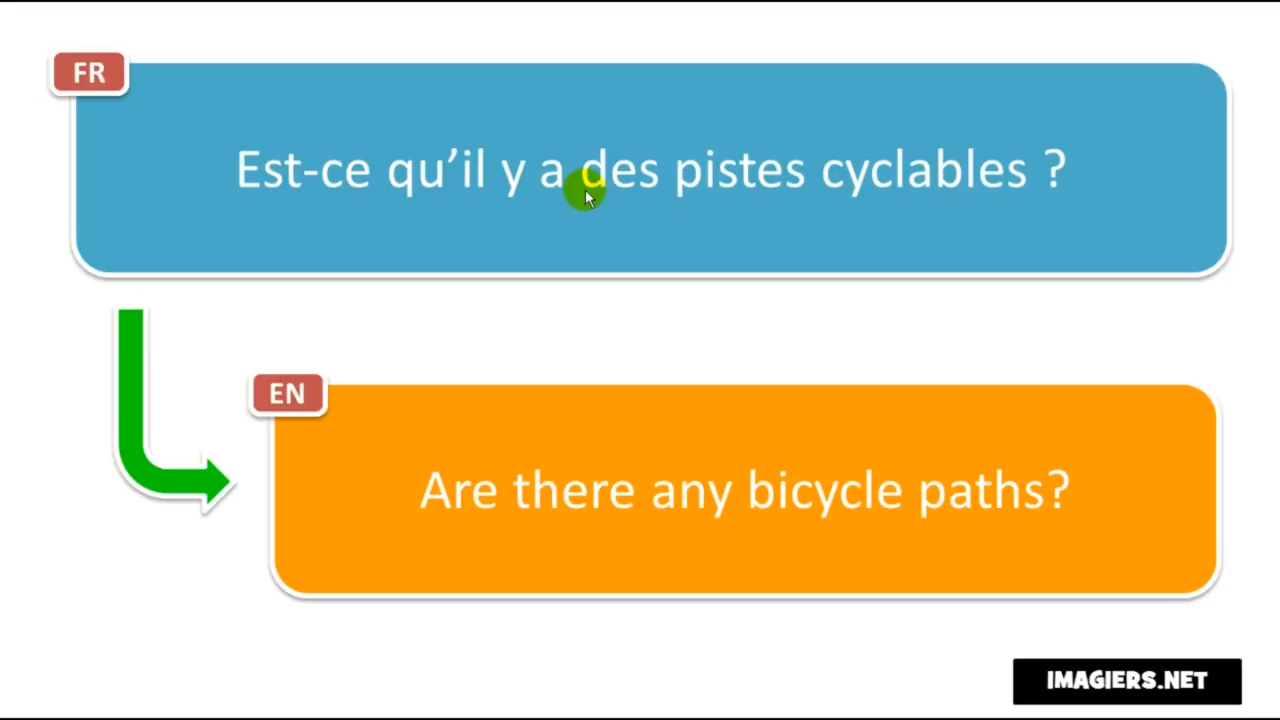 FR
Est-ce qu’il y a des pistes cyclables ?
EN
Are there any bicycle paths?
IMAGIERS.NET